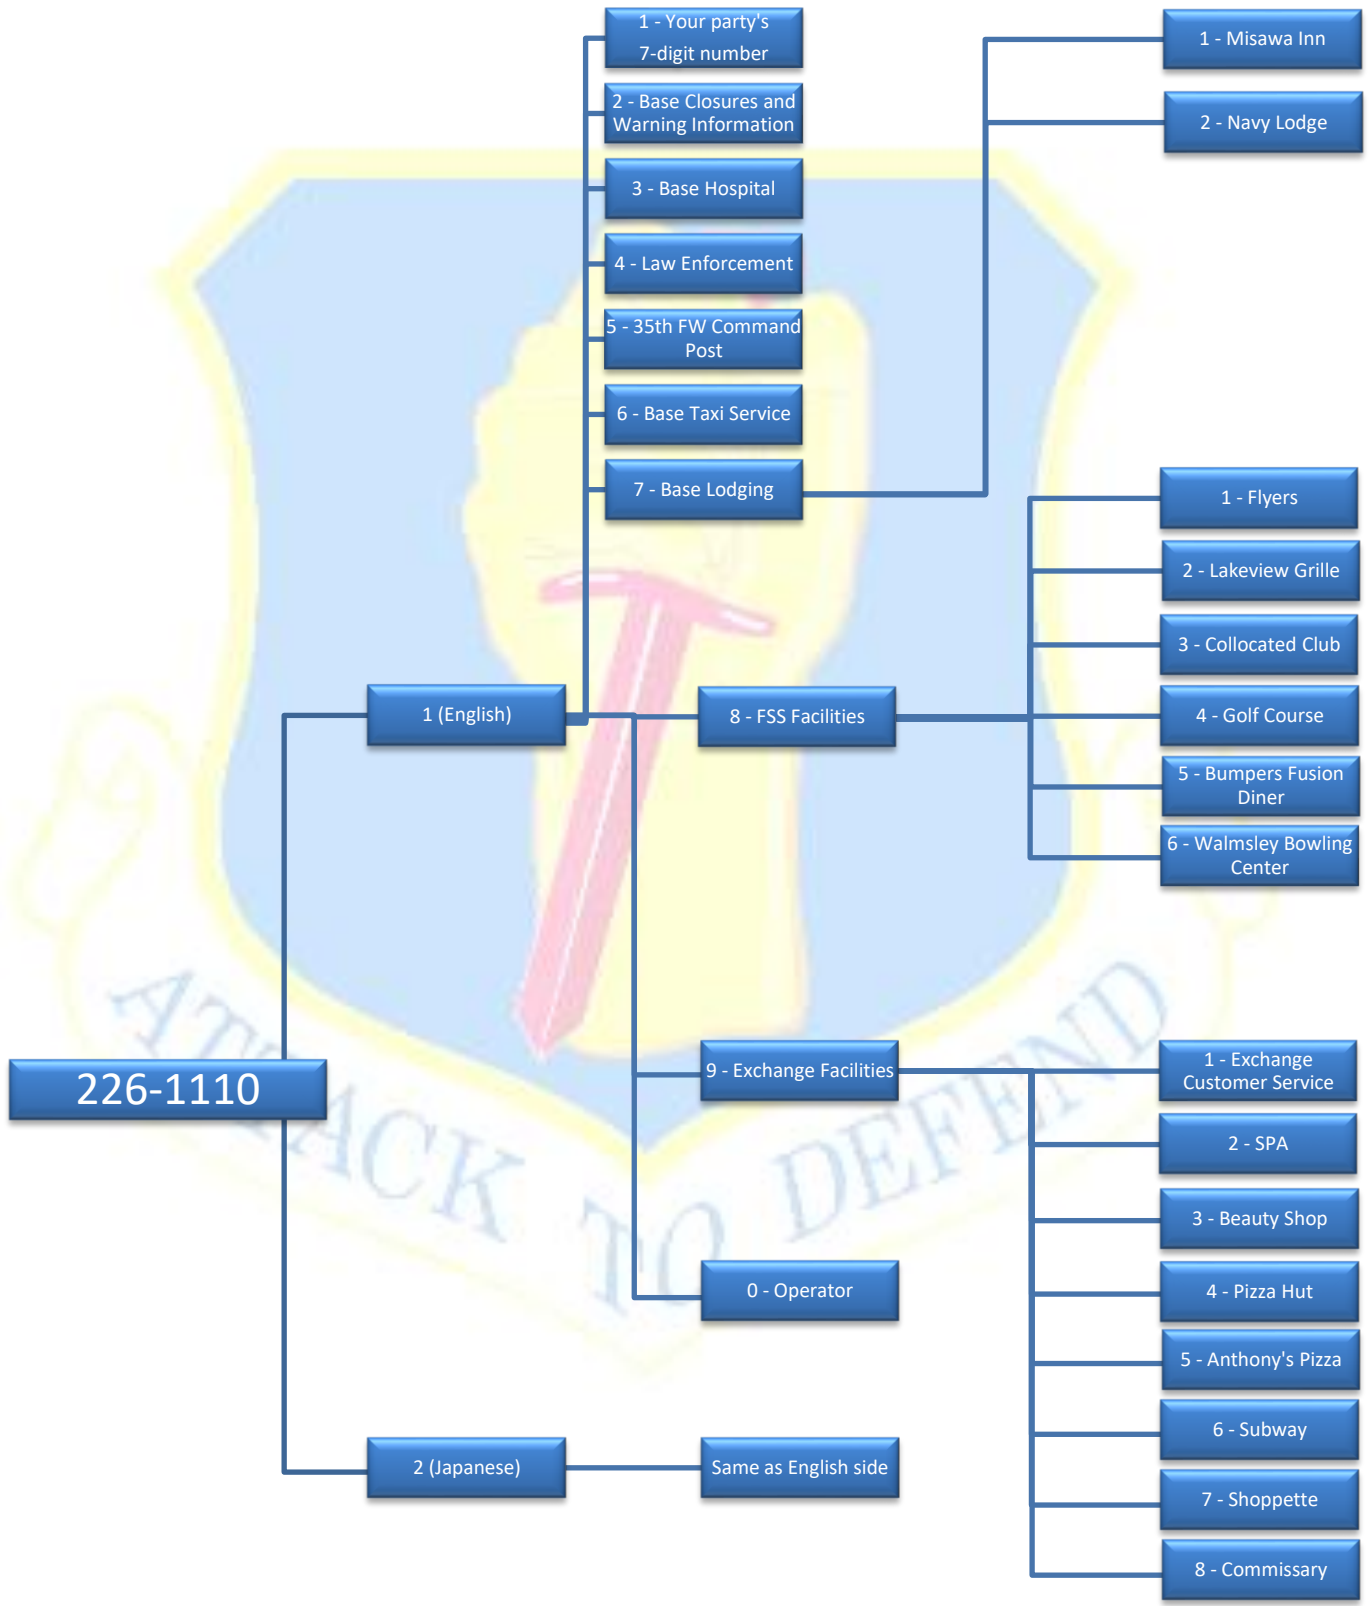 1 - Your party's
7-digit number
2 - Base Closures and
Warning Information
3 - Base Hospital
4 - Law Enforcement
5 - 35th FW Command
Post
6 - Base Taxi Service
7 - Base Lodging
1 - Misawa Inn
2 - Navy Lodge
1 (English)
8 - FSS Facilities
1 - Flyers
2 - Lakeview Grille
3 - Collocated Club
4 - Golf Course
5 - Bumpers Fusion
Diner
6 - Walmsley Bowling
Center
226-1110
9 - Exchange Facilities
1 - Exchange
Customer Service
2 - SPA
3 - Beauty Shop
4 - Pizza Hut
5 - Anthony's Pizza
6 - Subway
7 - Shoppette
8 - Commissary
0 - Operator
2 (Japanese)
Same as English side
ATTACK TO DEFEND